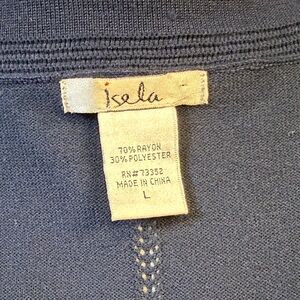 isela
70% RAYON
30% POLYESTER
RN# 73352
MADE IN CHINA
L